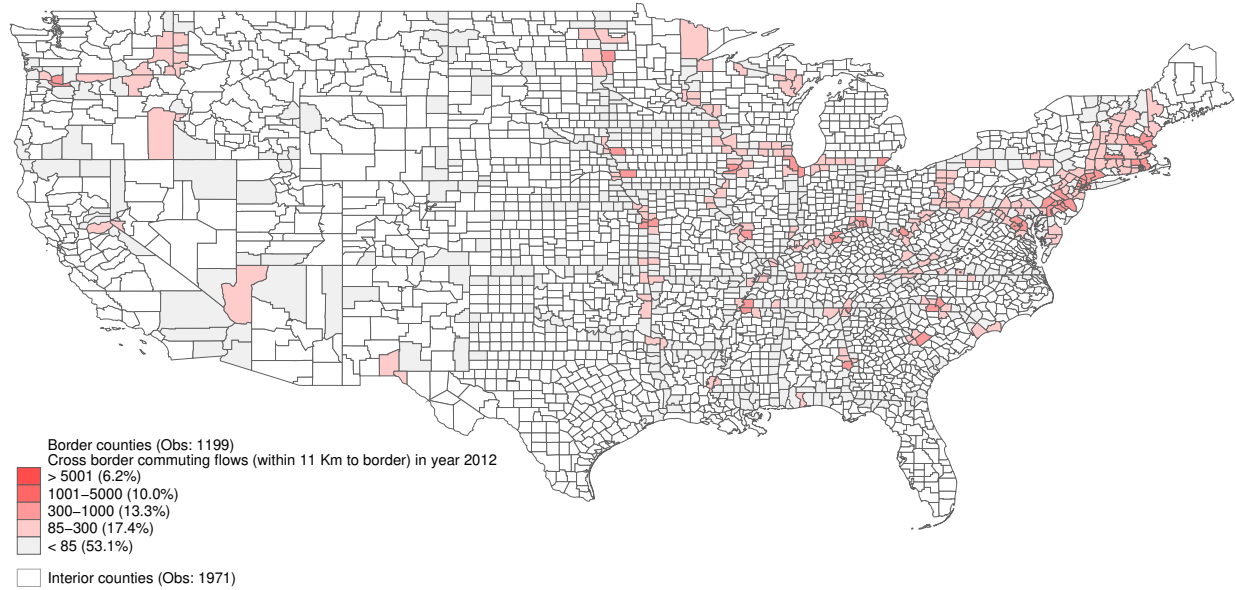 Border counties (Obs: 1199)
Cross border commuting flows (within 11 Km to border) in year 2012
> 5001 (6.2%)
1001−5000 (10.0%)
300−1000 (13.3%)
85−300 (17.4%)
< 85 (53.1%)
Interior counties (Obs: 1971)